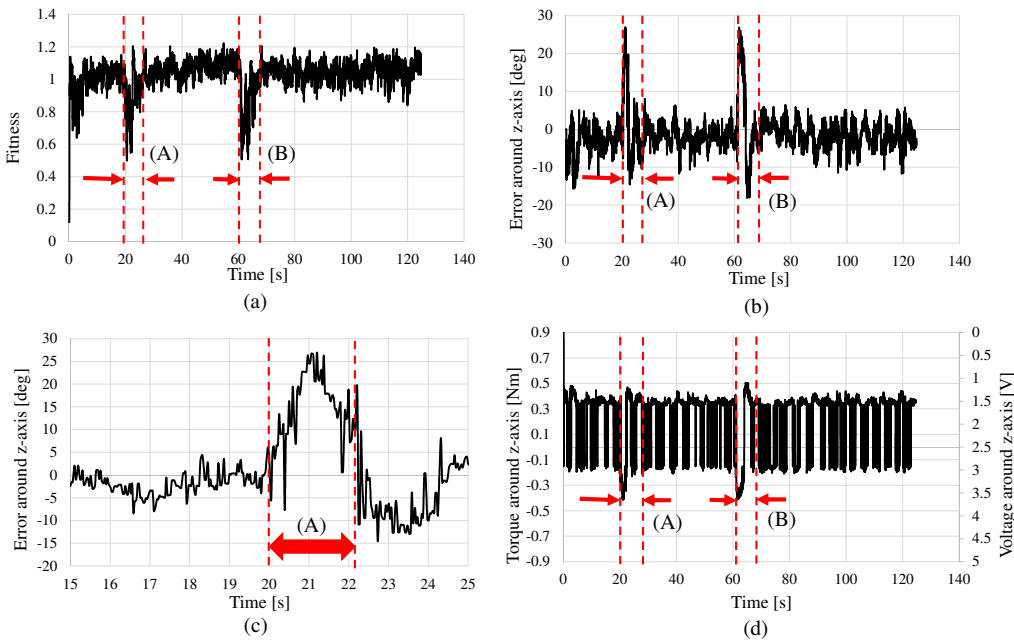 Fitness
1.4
1.2
1
0.8
0.6
0.4
0.2
0
(A)
(B)
0 20 40 60 80 100 120 140
Time [s]
(a)
Error around z-axis [deg]
30
20
10
0
-10
-20
-30
(A)
(B)
0 20 40 60 80 100 120 140
Time [s]
(b)
Error around z-axis [deg]
30
25
20
15
10
5
0
-5
-10
-15
-20
(A)
15 16 17 18 19 20 21 22 23 24 25
Time [s]
(c)
Torque around z-axis [Nm]
0.9
0.7
0.5
0.3
0.1
-0.1
-0.3
-0.5
-0.7
-0.9
(A)
(B)
0
0.5
1
1.5
2
2.5
3
3.5
4
4.5
5
Voltage around z-axis [V]
0 20 40 60 80 100 120 140
Time [s]
(d)